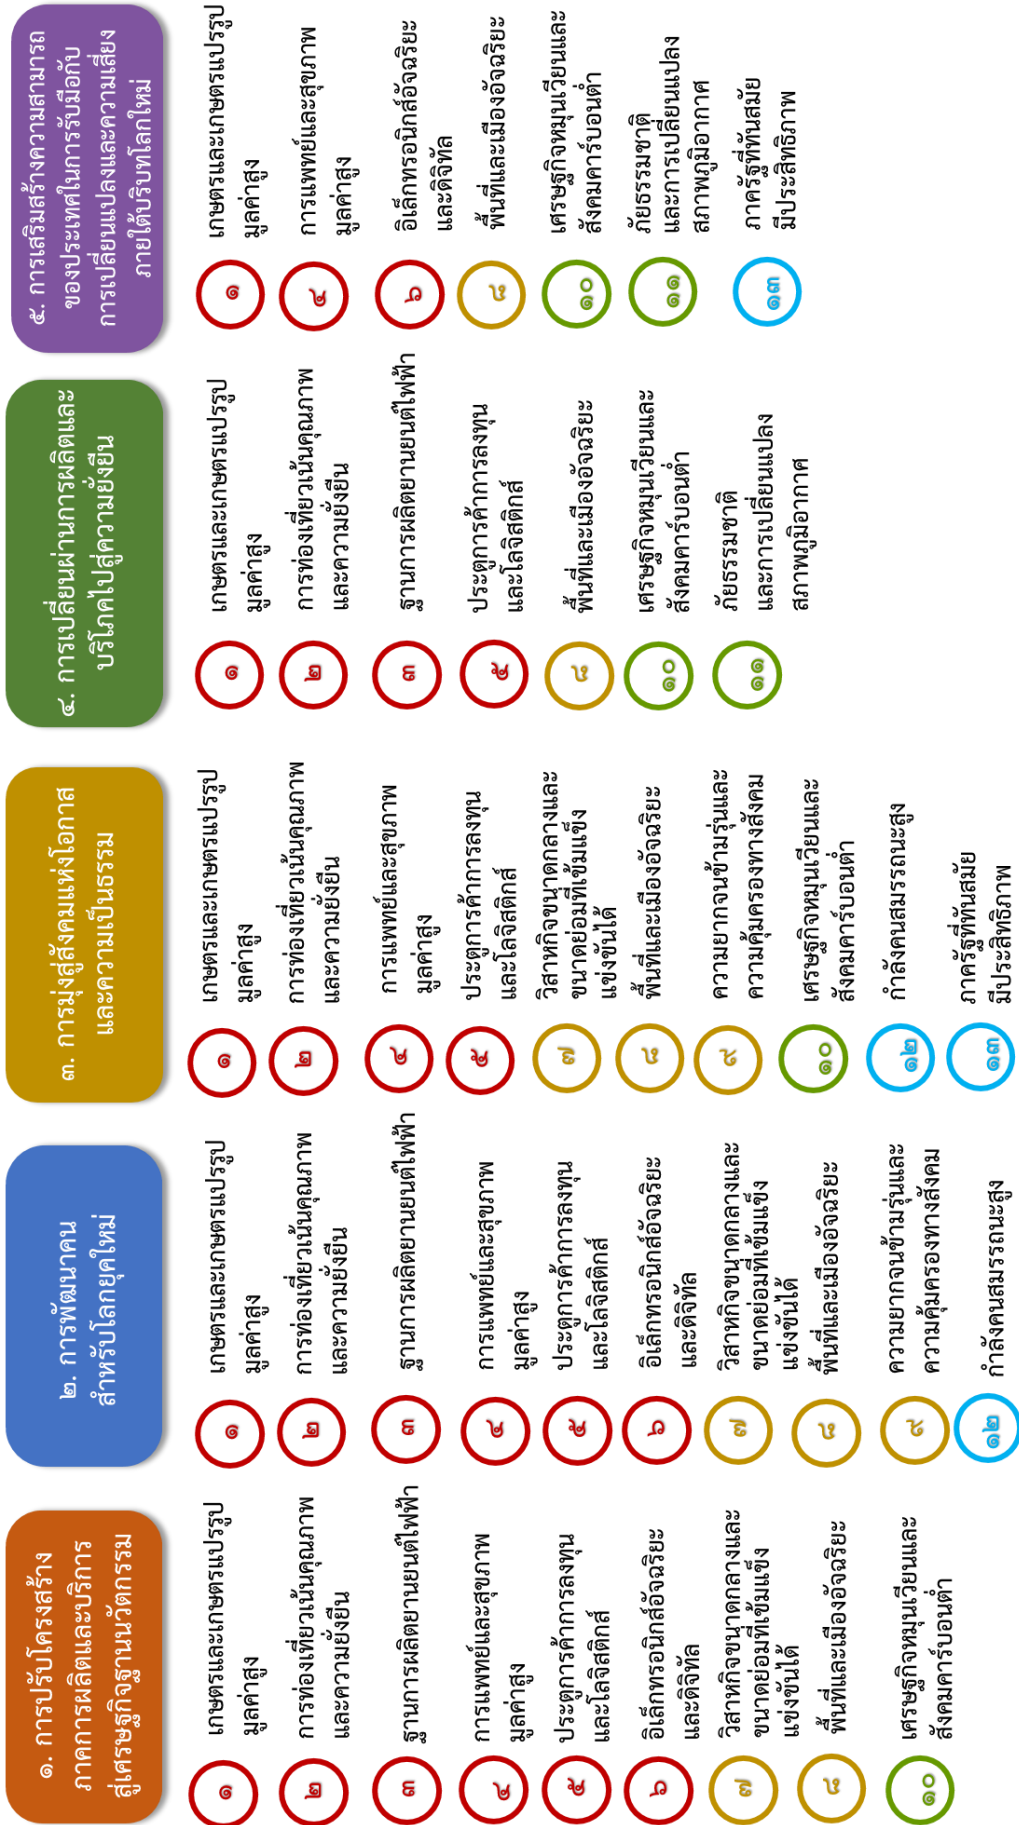 ๑. การปรับโครงสร้าง
ภาคการผลิตและบริการ
สู่เศรษฐกิจฐานนวัตกรรม
๑
เกษตรและเกษตรแปรรูป
มูลค่าสูง
๒
การท่องเที่ยวเน้นคุณภาพ
และความยั่งยืน
๓
ฐานการผลิตยานยนต์ไฟฟ้า
๔
การแพทย์และสุขภาพ
มูลค่าสูง
๕
ประตูการค้าการลงทุน
และโลจิสติกส์
๖
อิเล็กทรอนิกส์อัจฉริยะ
และดิจิทัล
๗
วิสาหกิจขนาดกลางและ
ขนาดย่อมที่เข้มแข็ง
แข่งขันได้
๘
พื้นที่และเมืองอัจฉริยะ
๑๐
เศรษฐกิจหมุนเวียนและ
สังคมคาร์บอนต่ำ
๒. การพัฒนาคน
สำหรับโลกยุคใหม่
๑
เกษตรและเกษตรแปรรูป
มูลค่าสูง
๒
การท่องเที่ยวเน้นคุณภาพ
และความยั่งยืน
๓
ฐานการผลิตยานยนต์ไฟฟ้า
๔
การแพทย์และสุขภาพ
มูลค่าสูง
๕
ประตูการค้าการลงทุน
และโลจิสติกส์
๖
อิเล็กทรอนิกส์อัจฉริยะ
และดิจิทัล
๗
วิสาหกิจขนาดกลางและ
ขนาดย่อมที่เข้มแข็ง
แข่งขันได้
๘
พื้นที่และเมืองอัจฉริยะ
๙
ความยากจนข้ามรุ่นและ
ความคุ้มครองทางสังคม
๑๒
กำลังคนสมรรถนะสูง
๓. การมุ่งสู่สังคมแห่งโอกาส
และความเป็นธรรม
๑
เกษตรและเกษตรแปรรูป
มูลค่าสูง
๒
การท่องเที่ยวเน้นคุณภาพ
และความยั่งยืน
๔
การแพทย์และสุขภาพ
มูลค่าสูง
๕
ประตูการค้าการลงทุน
และโลจิสติกส์
๗
วิสาหกิจขนาดกลางและ
ขนาดย่อมที่เข้มแข็ง
แข่งขันได้
๘
พื้นที่และเมืองอัจฉริยะ
๙
ความยากจนข้ามรุ่นและ
ความคุ้มครองทางสังคม
๑๐
เศรษฐกิจหมุนเวียนและ
สังคมคาร์บอนต่ำ
๑๒
กำลังคนสมรรถนะสูง
๑๓
ภาครัฐที่ทันสมัย
มีประสิทธิภาพ
๔. การเปลี่ยนผ่านการผลิตและ
บริโภคไปสู่ความยั่งยืน
๑
เกษตรและเกษตรแปรรูป
มูลค่าสูง
๒
การท่องเที่ยวเน้นคุณภาพ
และความยั่งยืน
๓
ฐานการผลิตยานยนต์ไฟฟ้า
๕
ประตูการค้าการลงทุน
และโลจิสติกส์
๘
พื้นที่และเมืองอัจฉริยะ
๑๐
เศรษฐกิจหมุนเวียนและ
สังคมคาร์บอนต่ำ
๑๑
ภัยธรรมชาติ
และการเปลี่ยนแปลง
สภาพภูมิอากาศ
๕. การเสริมสร้างความสามารถ
ของประเทศในการรับมือกับ
การเปลี่ยนแปลงและความเสี่ยง
ภายใต้บริบทโลกใหม่
๑
เกษตรและเกษตรแปรรูป
มูลค่าสูง
๔
การแพทย์และสุขภาพ
มูลค่าสูง
๖
อิเล็กทรอนิกส์อัจฉริยะ
และดิจิทัล
๘
พื้นที่และเมืองอัจฉริยะ
๑๐
เศรษฐกิจหมุนเวียนและ
สังคมคาร์บอนต่ำ
๑๑
ภัยธรรมชาติ
และการเปลี่ยนแปลง
สภาพภูมิอากาศ
๑๓
ภาครัฐที่ทันสมัย
มีประสิทธิภาพ